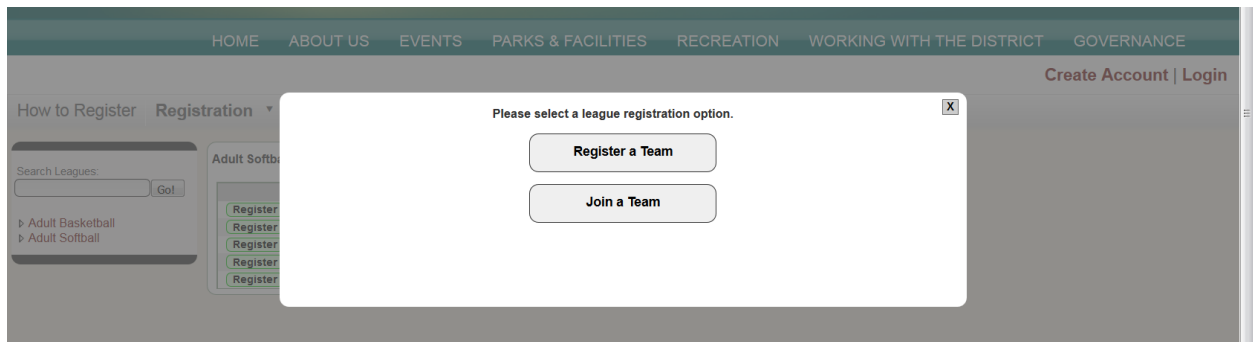 HOME ABOUT US EVENTS PARKS & FACILITIES RECREATION WORKING WITH THE DISTRICT GOVERNANCE
Create Account | Login
How to Register Registration
X
Please select a league registration option.
Register a Team
Join a Team
Search Leagues:
Go!
Adult Basketball
Adult Softball
Adult
Register
Register
Register
Register
Register